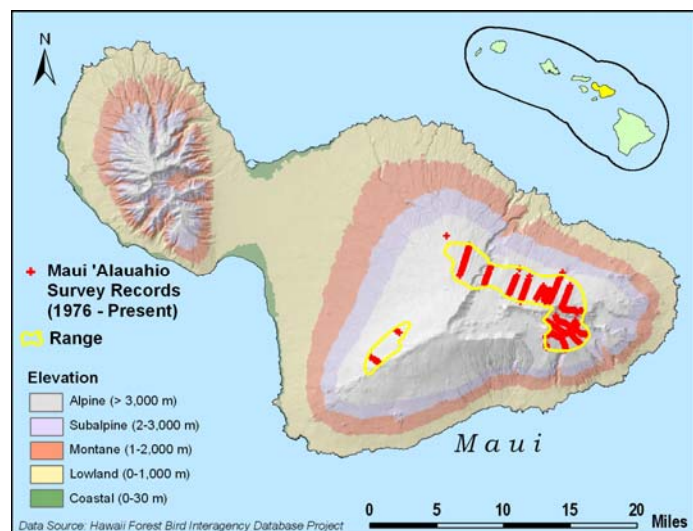 N
Maui 'Alauahio
Survey Records
(1976 - Present)
Range
Elevation
Alpine (> 3,000 m)
Subalpine (2-3,000 m)
Montane (1-2,000 m)
Lowland (0-1,000 m)
Coastal (0-30 m)
Maui
0 5 10 15 20
Miles
Data Source: Hawaii Forest Bird Interagency Database Project